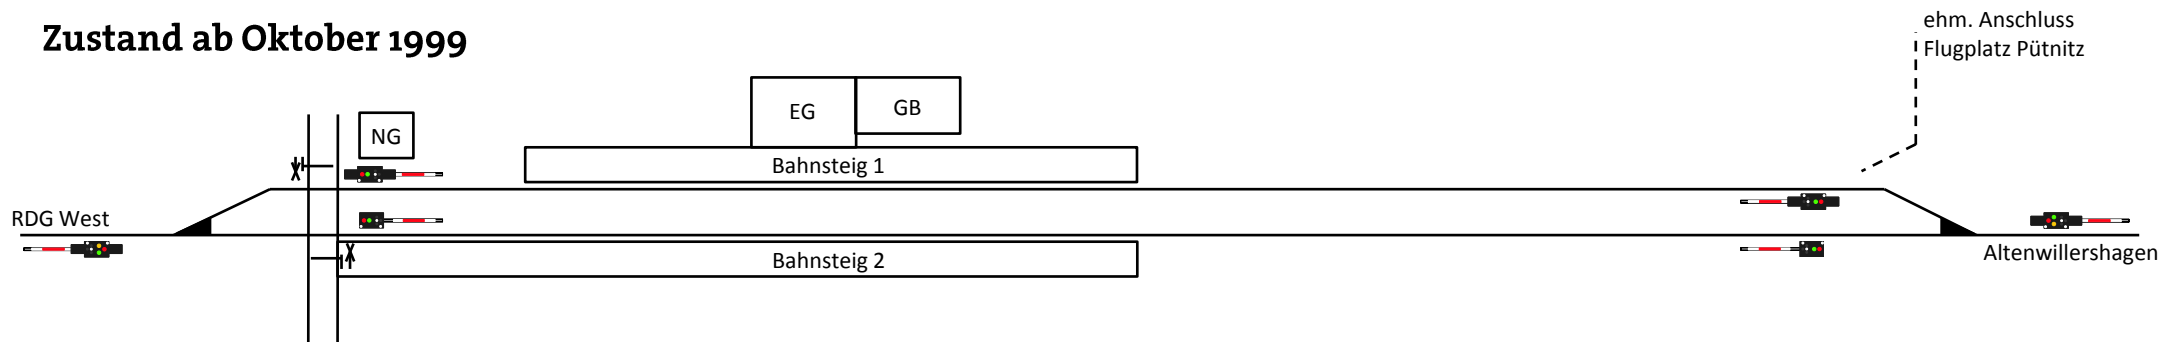 Zustand ab Oktober 1999
ehm. Anschluss
Flugplatz Pütnitz
EG
GB
NG
Bahnsteig 1
RDG West
Altenwillershagen
Bahnsteig 2